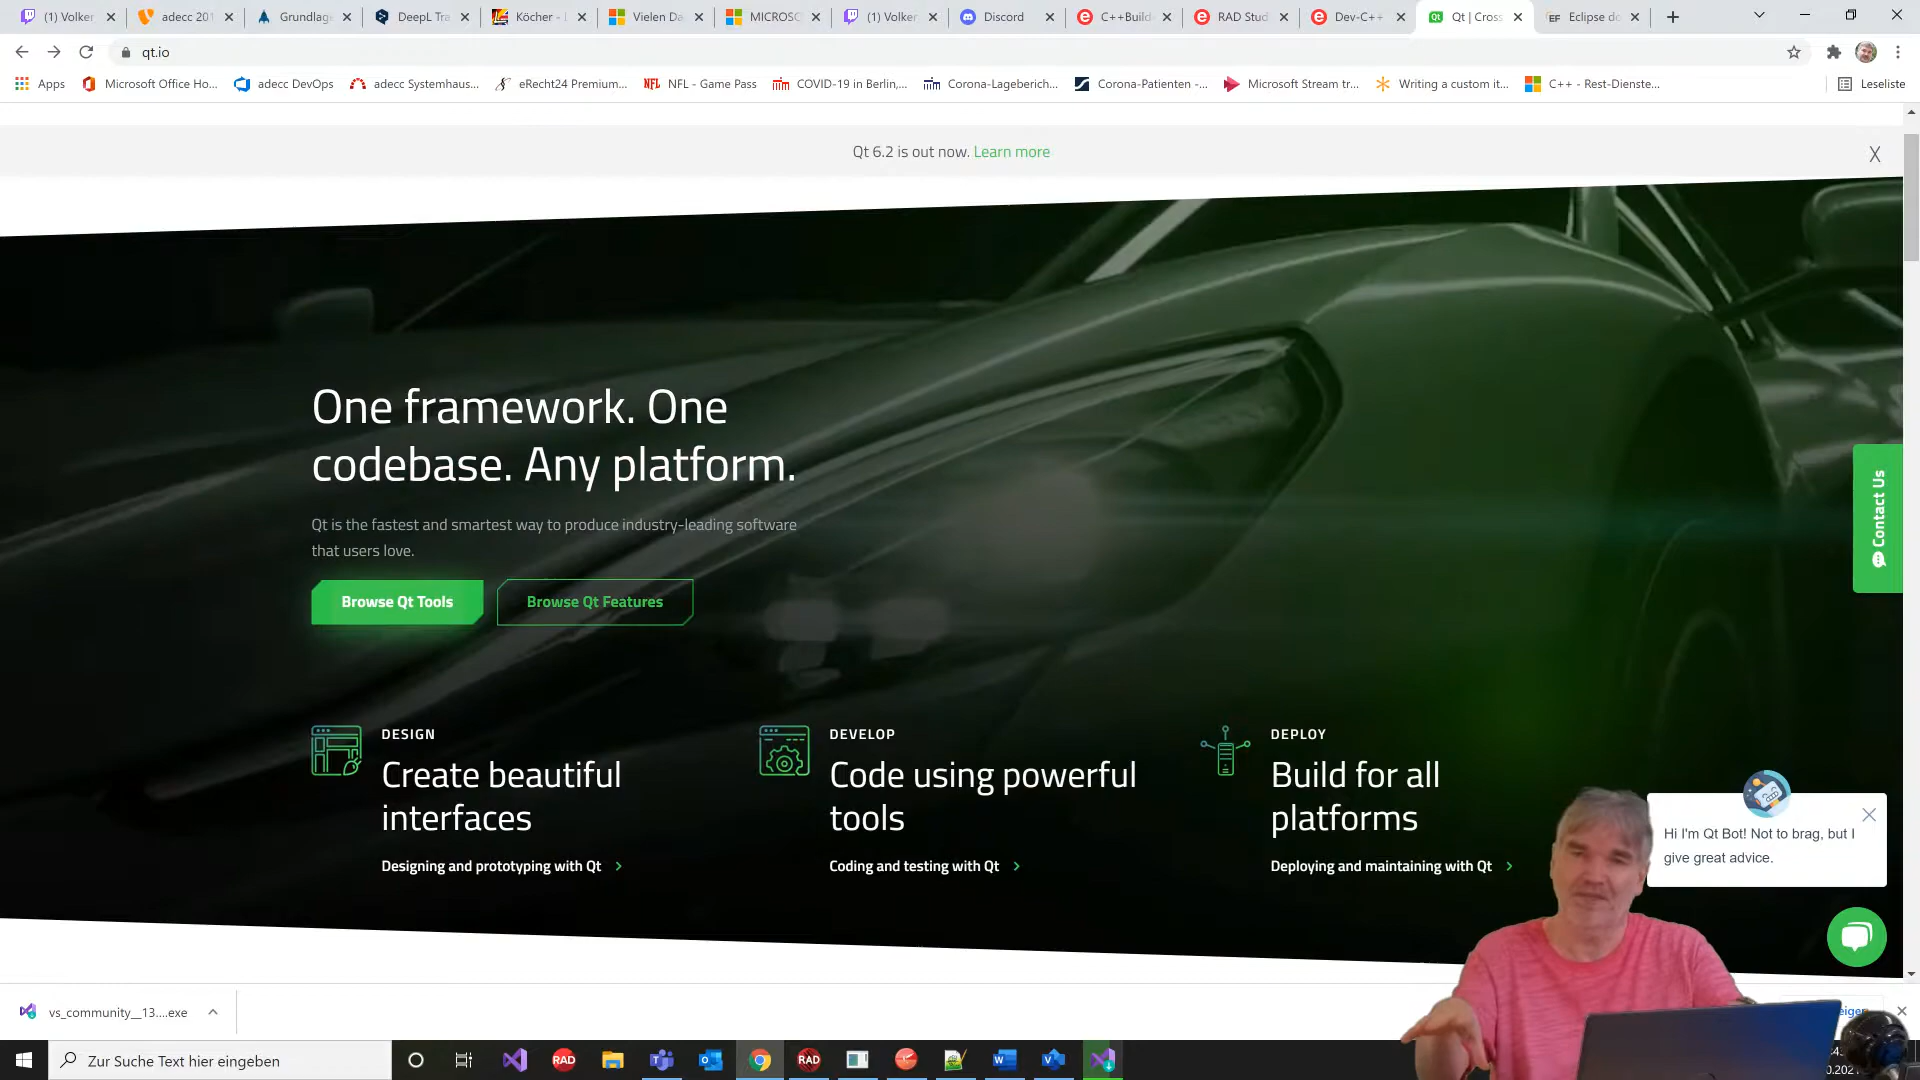 (1) Volker
adecc 201
Grundlag
DeepL Tra
Köcher - L
Vielen Da
MICROSO
(1) Volker
Discord
C++Build
RAD Stud
Dev-C++
Qt | Cross
Eclipse do
qt.io
Apps
Microsoft Office Ho...
adecc DevOps
adecc Systemhaus...
eRecht24 Premium...
NFL - Game Pass
COVID-19 in Berlin,...
Corona-Lageberich...
Corona-Patienten -...
Microsoft Stream tr...
Writing a custom it...
C++ - Rest-Dienste...
Leseliste
Qt 6.2 is out now. Learn more
X
One framework. One
codebase. Any platform.
Qt is the fastest and smartest way to produce industry-leading software
that users love.
Browse Qt Tools
Browse Qt Features
Contact Us
DESIGN
Create beautiful
interfaces
Designing and prototyping with Qt
DEVELOP
Code using powerful
tools
Coding and testing with Qt
DEPLOY
Build for all
platforms
Deploying and maintaining with Qt
Hi I'm Qt Bot! Not to brag, but I
give great advice.
vs_community__13....exe
Zur Suche Text hier eingeben
RAD
RAD